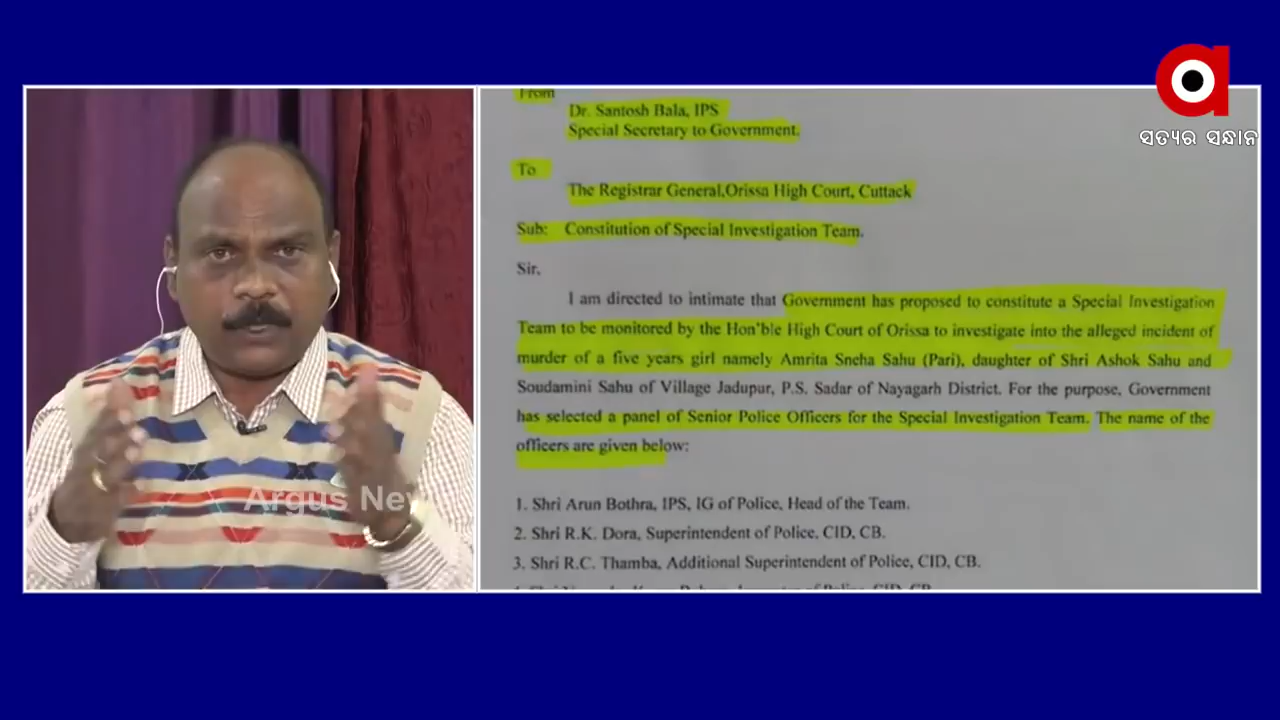 ସତ୍ୟର ସନ୍ଧାନ
From
Dr. Santosh Bala, IPS
Special Secretary to Government.
To
The Registrar General,Orissa High Court, Cuttack
Sub: Constitution of Special Investigation Team.
Sir,
I am directed to intimate that Government has proposed to constitute a Special Investigation
Team to be monitored by the Hon'ble High Court of Orissa to investigate into the alleged incident of
murder of a five years girl namely Amrita Sneha Sahu (Pari), daughter of Shri Ashok Sahu and
Soudamini Sahu of Village Jadupur, P.S. Sadar of Nayagarh District. For the purpose, Government
has selected a panel of Senior Police Officers for the Special Investigation Team. The name of the
officers are given below:
1. Shri Arun Bothra, IPS, IG of Police, Head of the Team.
2. Shri R.K. Dora, Superintendent of Police, CID, CB.
3. Shri R.C. Thamba, Additional Superintendent of Police, CID, CB.
Argus New